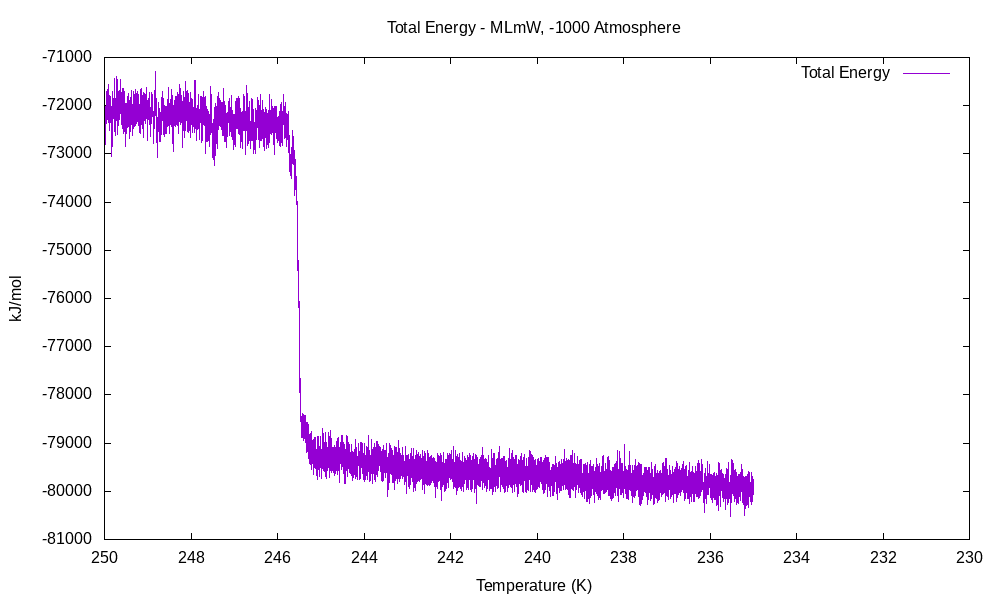 Total Energy - MLmW, -1000 Atmosphere
Total Energy
-71000
-72000
-73000
-74000
-75000
-76000
-77000
-78000
-79000
-80000
-81000
kJ/mol
250 248 246 244 242 240 238 236 234 232 230
Temperature (K)